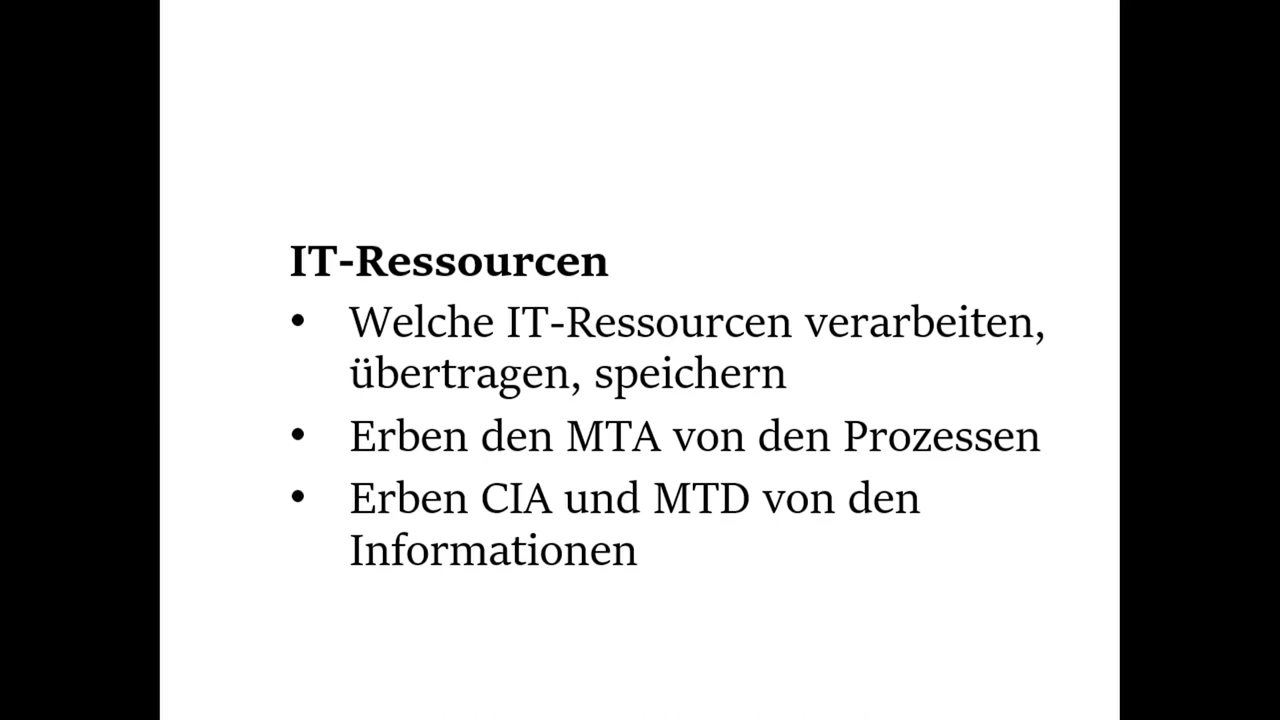 IT-Ressourcen
• Welche IT-Ressourcen verarbeiten,
übertragen, speichern
• Erben den MTA von den Prozessen
• Erben CIA und MTD von den
Informationen